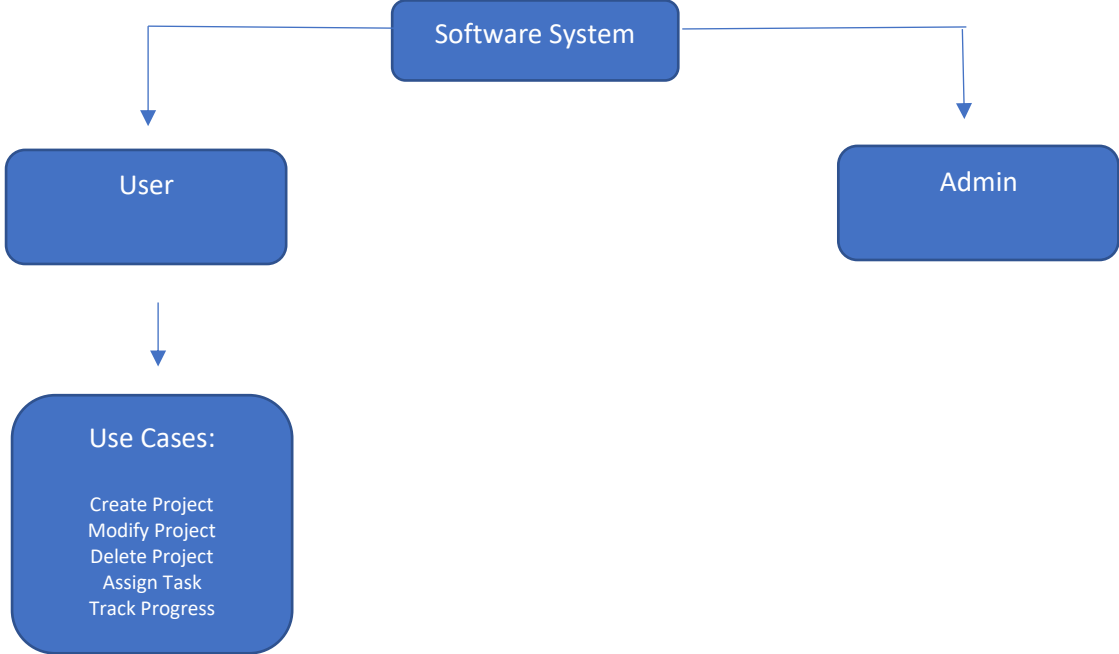 Software System
User
Admin
Use Cases:
Create Project
Modify Project
Delete Project
Assign Task
Track Progress